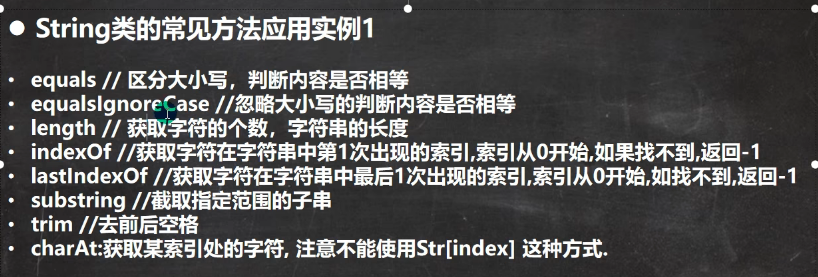 ● String类的常见方法应用实例1
• equals // 区分大小写，判断内容是否相等
• equalsIgnoreCase //忽略大小写的判断内容是否相等
• length // 获取字符的个数，字符串的长度
• indexOf //获取字符在字符串中第1次出现的索引,索引从0开始,如果找不到,返回-1
• lastIndexOf //获取字符在字符串中最后1次出现的索引,索引从0开始,如找不到,返回-1
• substring //截取指定范围的子串
• trim //去前后空格
• charAt:获取某索引处的字符, 注意不能使用Str[index] 这种方式.